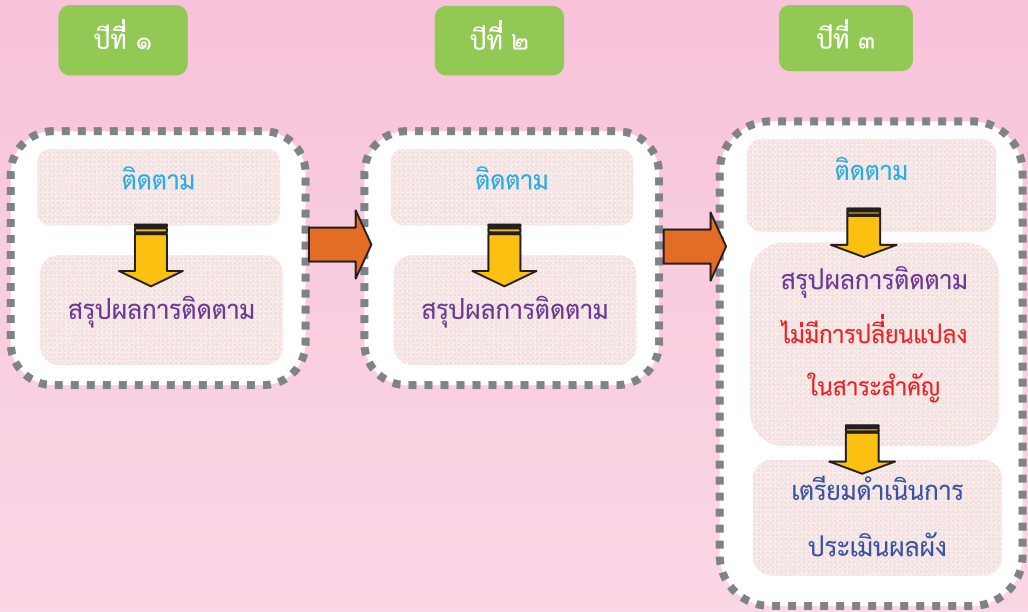 ปีที่ ๑
ปีที่ ๒
ปีที่ ๓
ติดตาม
สรุปผลการติดตาม
ติดตาม
สรุปผลการติดตาม
ติดตาม
สรุปผลการติดตาม
ไม่มีการปลี่ยนแปลง
ในสาระสำคัญ
เตรียมดำเนินการ
ประเมินผลผัง